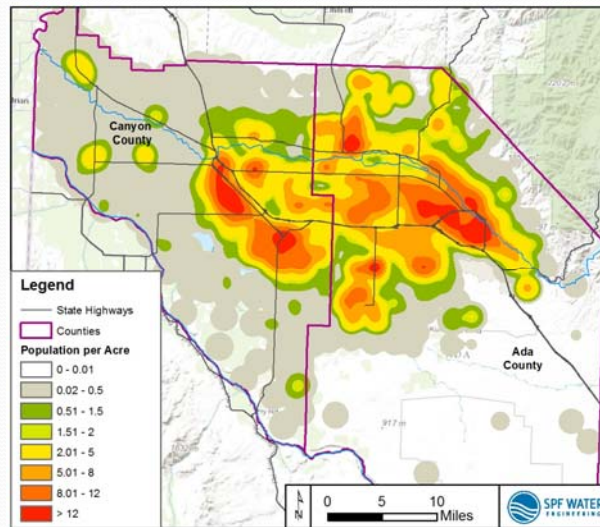 Canyon
County
Legend
State Highways
Counties
Population per Acre
0 - 0.01
0.02 - 0.5
0.51 - 1.5
1.51 - 2
2.01 - 5
5.01 - 8
8.01 - 12
> 12
Ada
County
917 m
N
0 5 10
Miles
SPF WATER
ENGINEERING